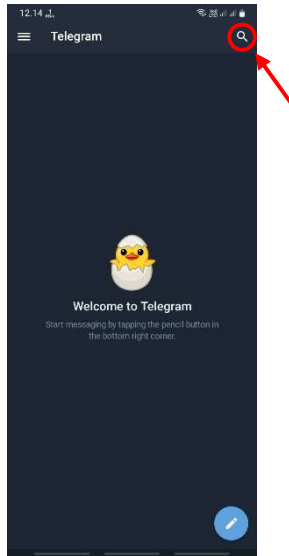 12.14
Telegram
Welcome to Telegram
Start messaging by tapping the pencil button in
the bottom right corner.